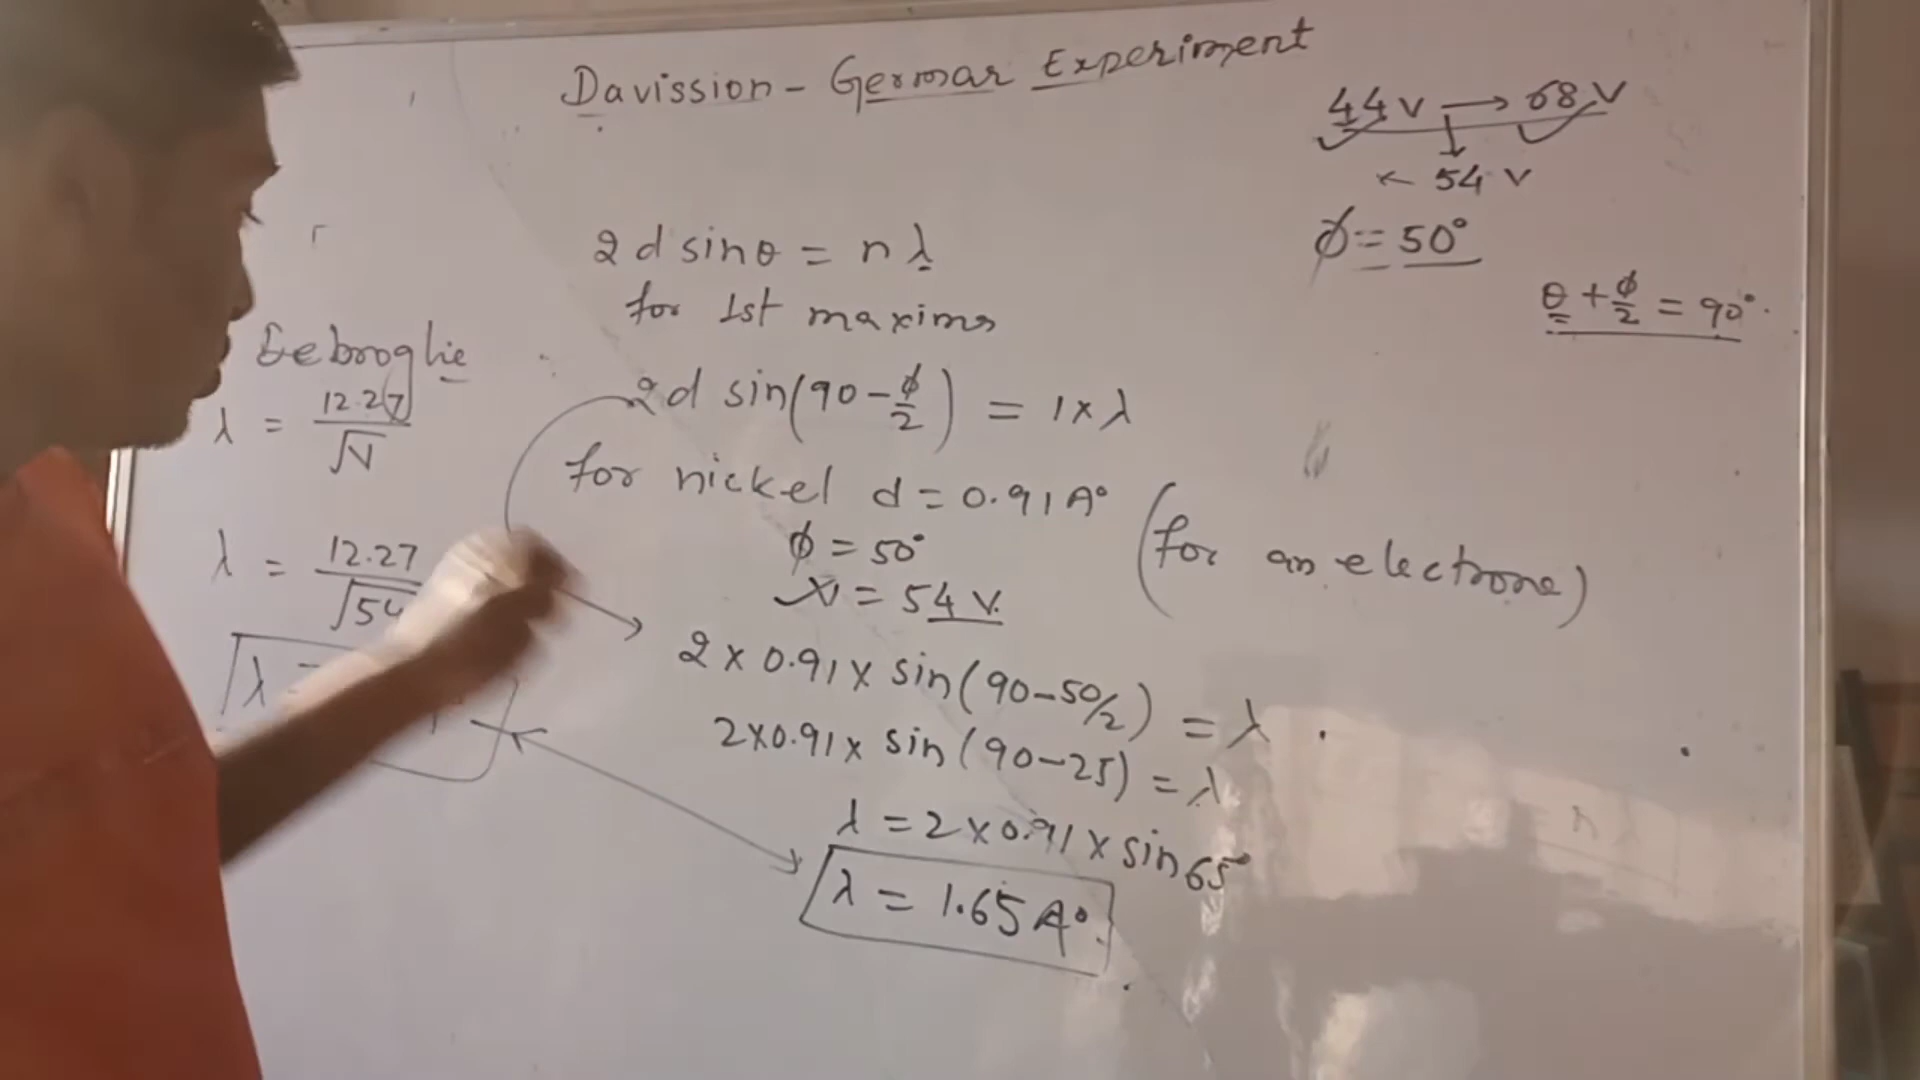 Davission - Germar Experiment
44 V → 68 V
← 54 V
ϕ = 50°
θ + ϕ/2 = 90°.
2 d sinθ = n λ
for 1st maxima
Debroglie
λ = 12.27/√V
2d sin(90 - ϕ/2) = 1 × λ
for nickel d = 0.91 A° (for an electrone)
ϕ = 50°
V = 54 V.
λ = 12.27/√54
2 × 0.91 × sin(90 - 50/2) = λ
2×0.91 × sin (90 - 25) = λ
λ = 2 × 0.91 × sin 65°
λ =
λ = 1.65 A°.